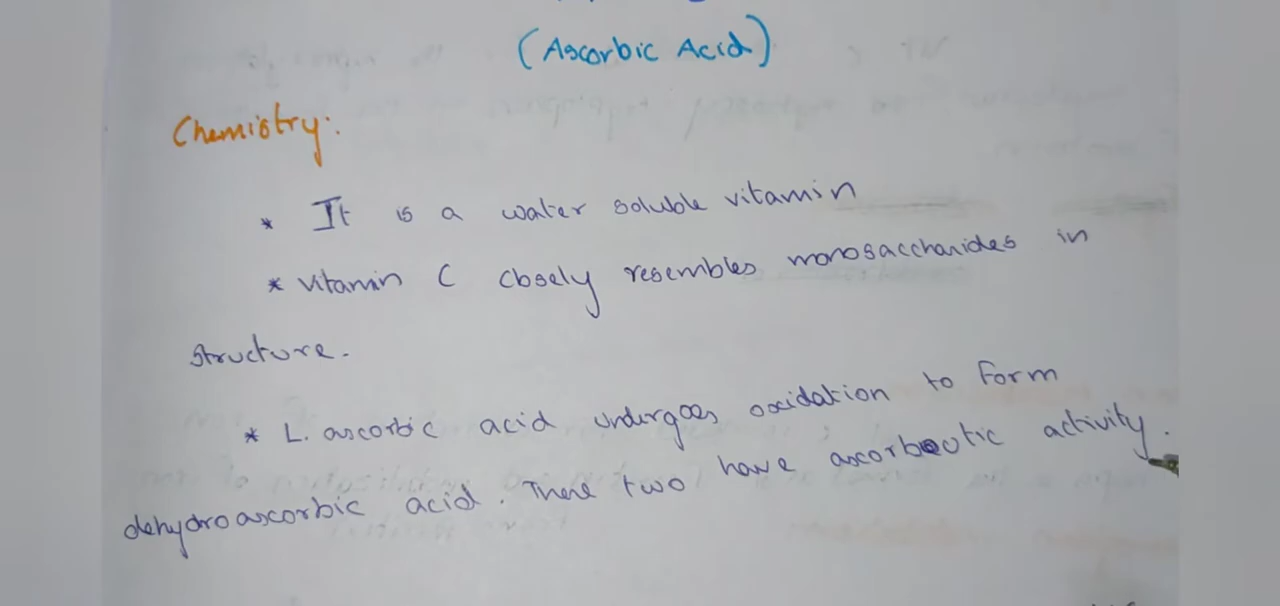 (Ascorbic Acid)
Chemistry:
* It is a water soluble vitamin
* Vitamin C closely resembles monosaccharides in
structure.
* L. ascorbic acid undergoes oxidation to form
dehydroascorbic acid. These two have ascorbeutic activity.